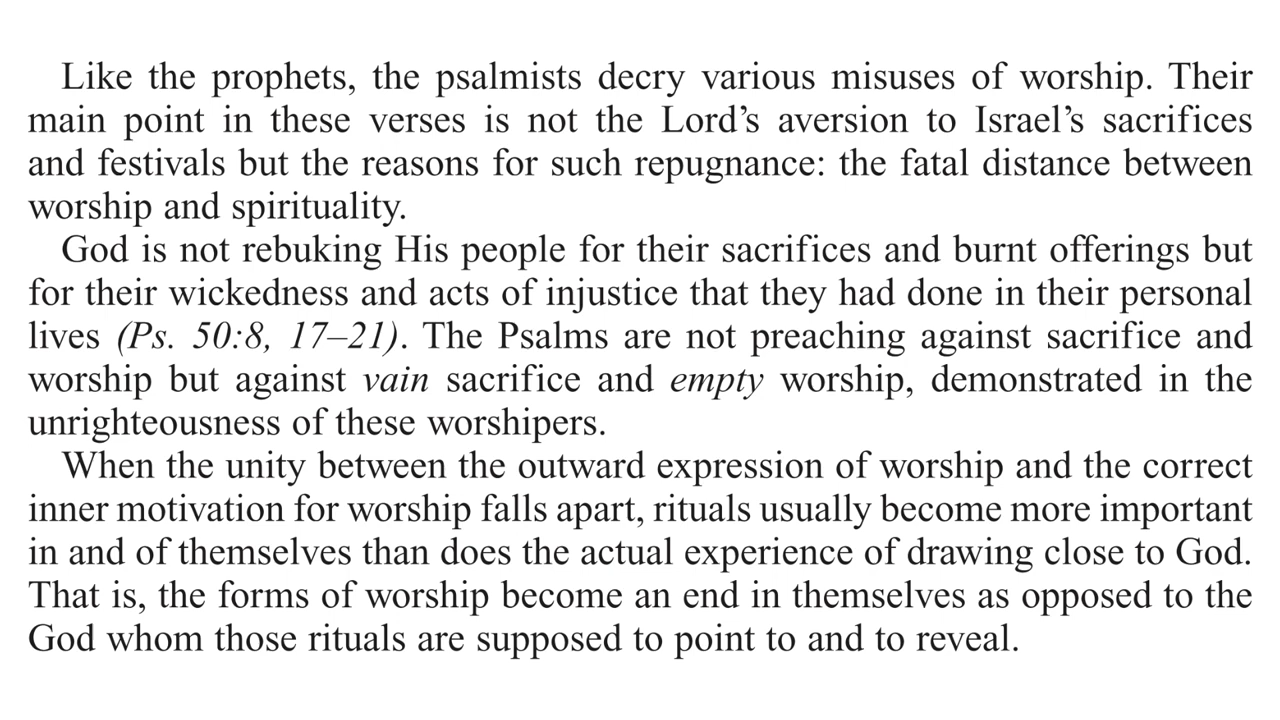 Like the prophets, the psalmists decry various misuses of worship. Their
main point in these verses is not the Lord’s aversion to Israel’s sacrifices
and festivals but the reasons for such repugnance: the fatal distance between
worship and spirituality.
God is not rebuking His people for their sacrifices and burnt offerings but
for their wickedness and acts of injustice that they had done in their personal
lives (Ps. 50:8, 17–21). The Psalms are not preaching against sacrifice and
worship but against vain sacrifice and empty worship, demonstrated in the
unrighteousness of these worshipers.
When the unity between the outward expression of worship and the correct
inner motivation for worship falls apart, rituals usually become more important
in and of themselves than does the actual experience of drawing close to God.
That is, the forms of worship become an end in themselves as opposed to the
God whom those rituals are supposed to point to and to reveal.